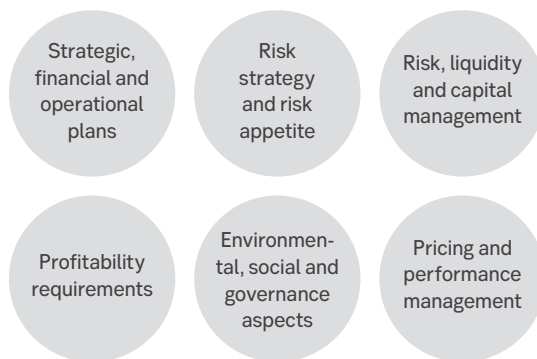 Strategic,
financial and
operational
plans
Risk
strategy
and risk
appetite
Risk, liquidity
and capital
management
Profitability
requirements
Environmen-
tal, social and
governance
aspects
Pricing and
performance
management